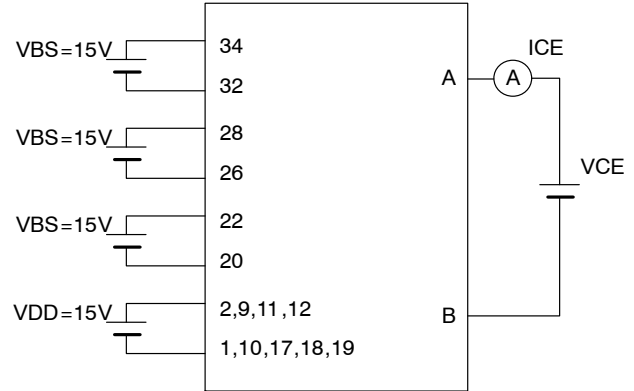 ICE
VBS=15V
34
A
A
32
VBS=15V
28
26
VCE
VBS=15V
22
20
VDD=15V
2,9,11,12
B
1,10,17,18,19